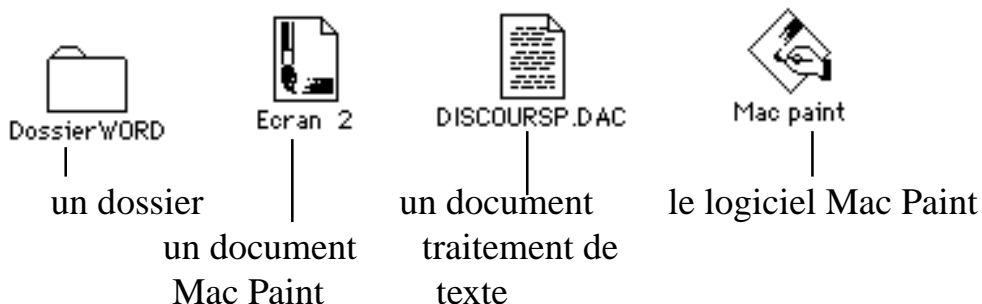 DossierWORD
Ecran 2
DISCOURSP.DAC
Mac paint
un dossier
un document
Mac Paint
un document
traitement de
texte
le logiciel Mac Paint